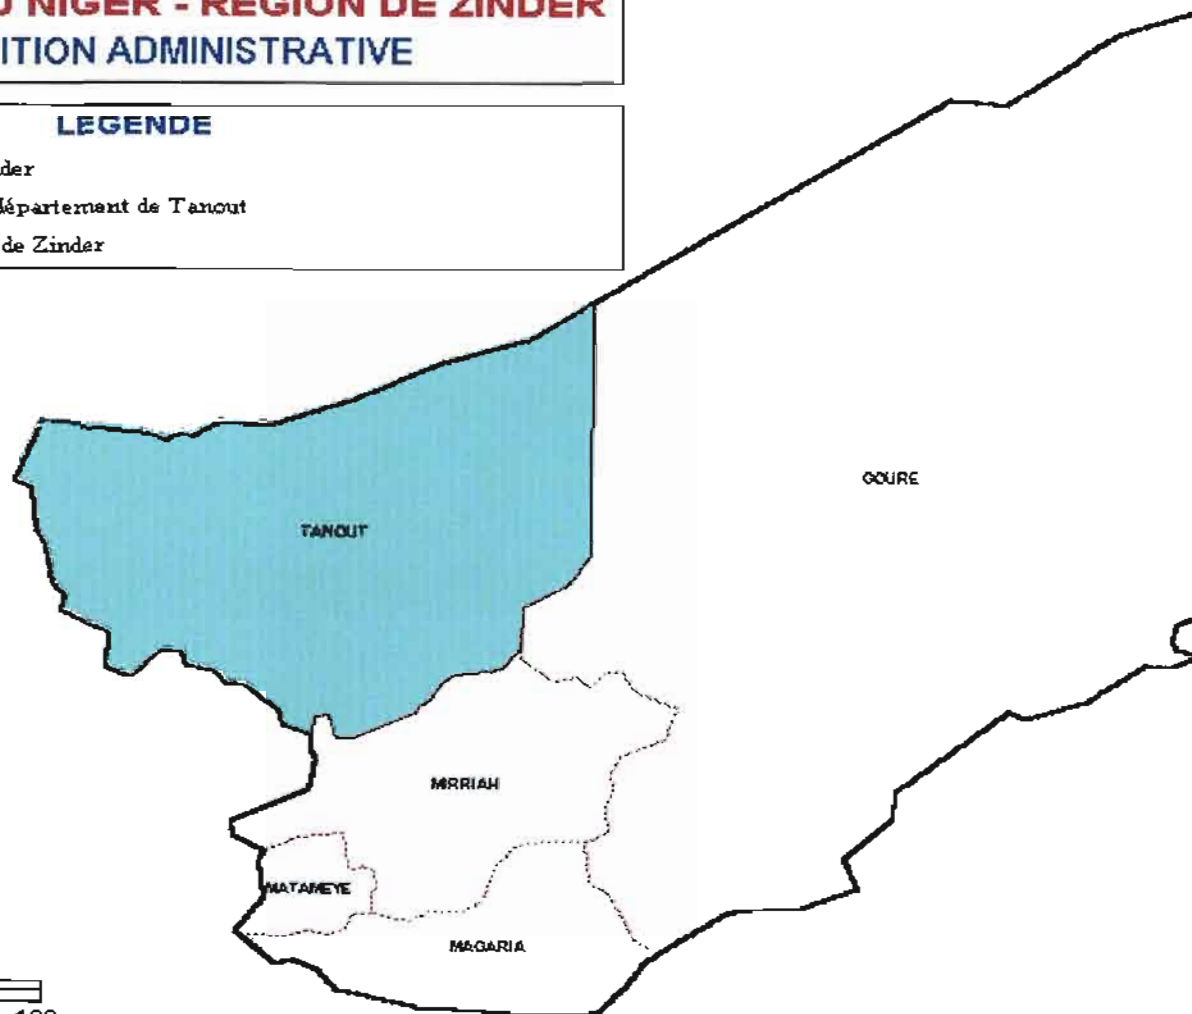 NIGER - REGION DE ZINDER
ITION ADMINISTRATIVE
LEGENDE
der
département de Tanout
de Zinder
GOURE
TANOUT
MIRRIAH
MATAMEYE
MAGARIA